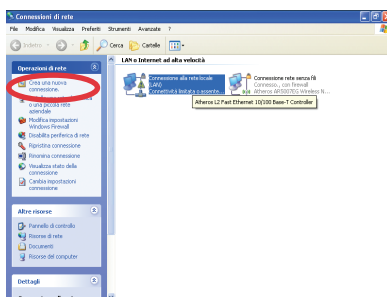 Connessioni di rete
File Modifica Visualizza Preferiti Strumenti Avanzate ?
Indietro Cerca Cartelle
Operazioni di rete
Crea una nuova
connessione.
o una piccola rete
aziendale
Modifica impostazioni
Windows Firewall
Disabilita periferica di rete
Ripristina connessione
Rinomina connessione
Visualizza stato della
connessione
Cambia impostazioni
connessione
Altre risorse
Pannello di controllo
Risorse di rete
Documenti
Risorse del computer
Dettagli
LAN o Internet ad alta velocità
Connessione alla rete locale
(LAN)
Connettività limitata o assente...
Connessione rete senza fili
Connesso, con firewall
Atheros AR5007EG Wireless N...
Atheros L2 Fast Ethernet 10/100 Base-T Controller